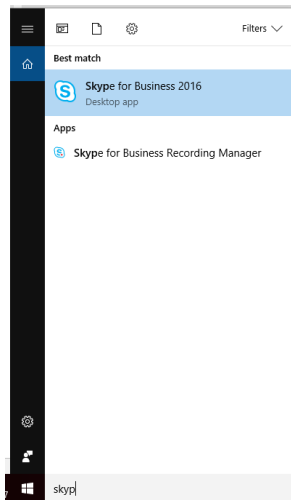 Filters
Best match
Skype for Business 2016
Desktop app
Apps
Skype for Business Recording Manager
skyp